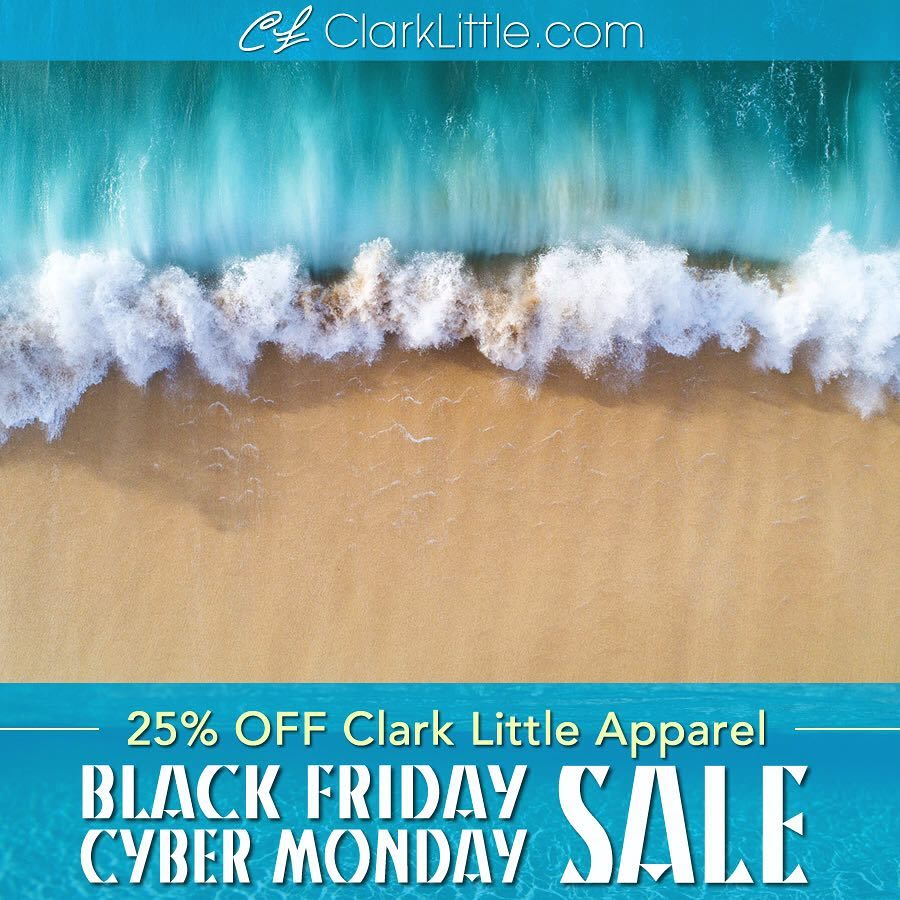 CL ClarkLittle.com
25% OFF Clark Little Apparel
BLACK FRIDAY
CYBER MONDAY
SALE